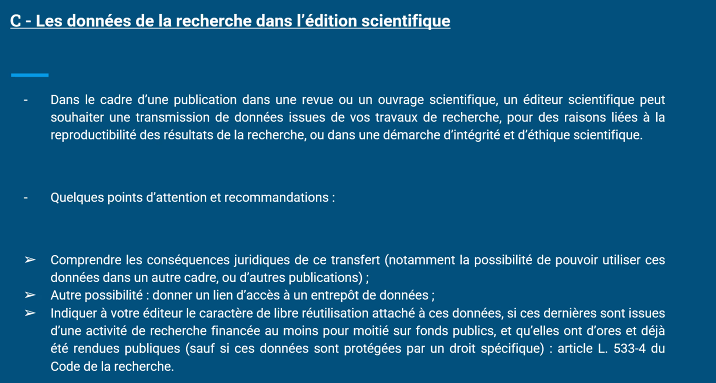 C - Les données de la recherche dans l’édition scientifique
- Dans le cadre d’une publication dans une revue ou un ouvrage scientifique, un éditeur scientifique peut
souhaiter une transmission de données issues de vos travaux de recherche, pour des raisons liées à la
reproductibilité des résultats de la recherche, ou dans une démarche d’intégrité et d’éthique scientifique.
- Quelques points d’attention et recommandations :
➢ Comprendre les conséquences juridiques de ce transfert (notamment la possibilité de pouvoir utiliser ces
données dans un autre cadre, ou d’autres publications) ;
➢ Autre possibilité : donner un lien d’accès à un entrepôt de données ;
➢ Indiquer à votre éditeur le caractère de libre réutilisation attaché à ces données, si ces dernières sont issues
d’une activité de recherche financée au moins pour moitié sur fonds publics, et qu’elles ont d’ores et déjà
été rendues publiques (sauf si ces données sont protégées par un droit spécifique) : article L. 533-4 du
Code de la recherche.